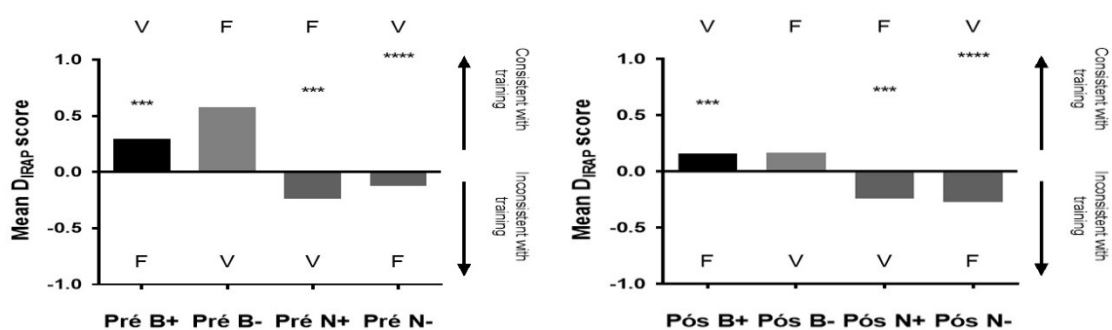 V F F V
1.0
0.5
0.0
-0.5
-1.0
Mean DIRAP score
***
***
****
F V V F
Pré B+ Pré B- Pré N+ Pré N-
Consistent with
training
Inconsistent with
training
V F F V
1.0
0.5
0.0
-0.5
-1.0
Mean DIRAP score
***
***
****
F V V F
Pós B+ Pós B- Pós N+ Pós N-
Consistent with
training
Inconsistent with
training